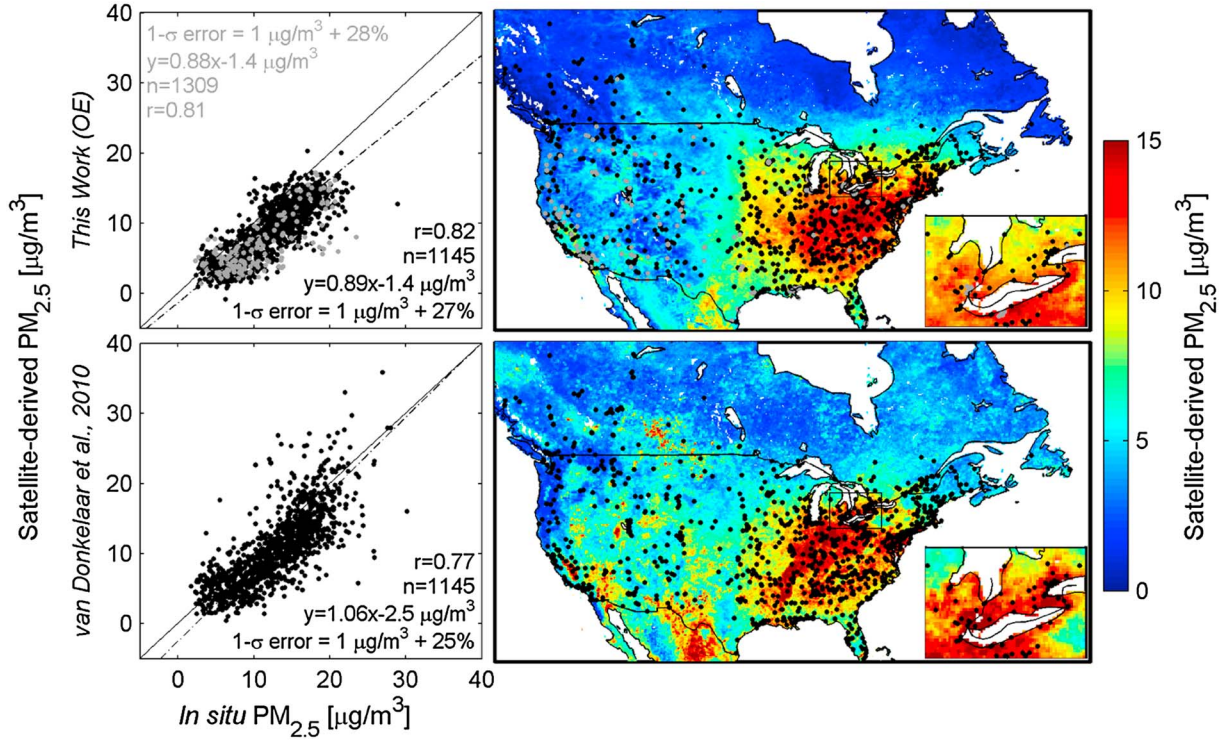 Satellite-derived PM2.5 [μg/m3]
This Work (OE)
40
30
20
10
0
1-σ error = 1 μg/m3 + 28%
y=0.88x-1.4 μg/m3
n=1309
r=0.81
r=0.82
n=1145
y=0.89x-1.4 μg/m3
1-σ error = 1 μg/m3 + 27%
van Donkelaar et al., 2010
40
30
20
10
0
r=0.77
n=1145
y=1.06x-2.5 μg/m3
1-σ error = 1 μg/m3 + 25%
0 10 20 30 40
In situ PM2.5 [μg/m3]
15
10
5
0
Satellite-derived PM2.5 [μg/m3]